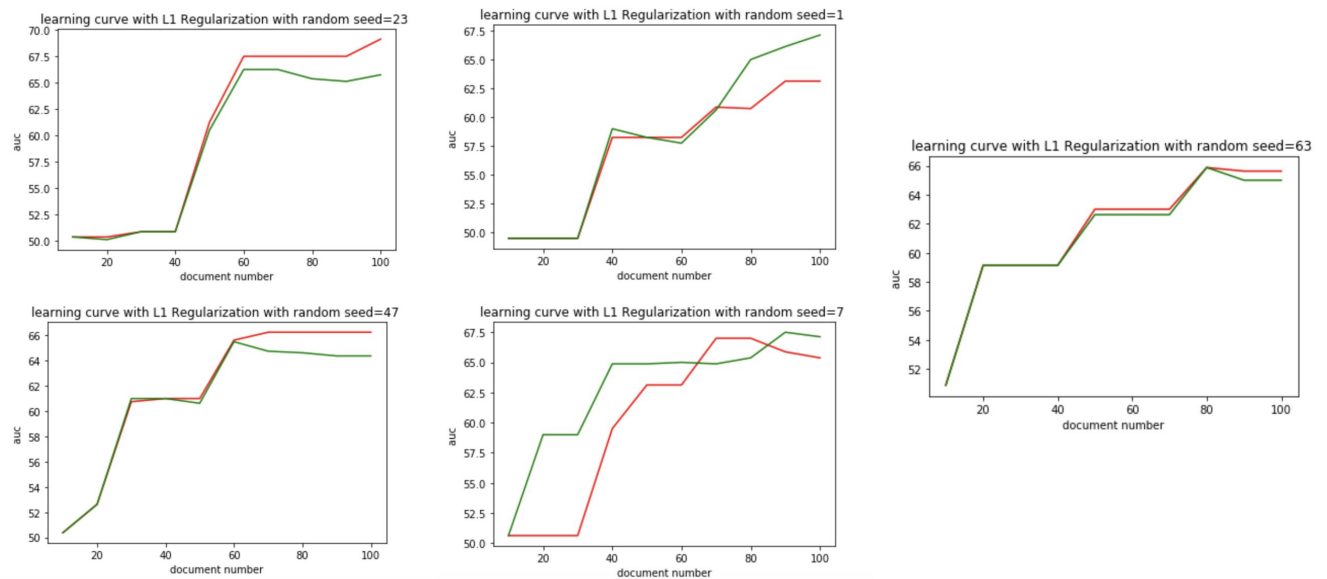 learning curve with L1 Regularization with random seed=23
70.0
67.5
65.0
62.5
60.0
57.5
55.0
52.5
50.0
auc
20 40 60 80 100
document number
learning curve with L1 Regularization with random seed=1
67.5
65.0
62.5
60.0
57.5
55.0
52.5
50.0
auc
20 40 60 80 100
document number
learning curve with L1 Regularization with random seed=63
66
64
62
60
58
56
54
52
auc
20 40 60 80 100
document number
learning curve with L1 Regularization with random seed=47
66
64
62
60
58
56
54
52
50
auc
20 40 60 80 100
document number
learning curve with L1 Regularization with random seed=7
67.5
65.0
62.5
60.0
57.5
55.0
52.5
50.0
auc
20 40 60 80 100
document number